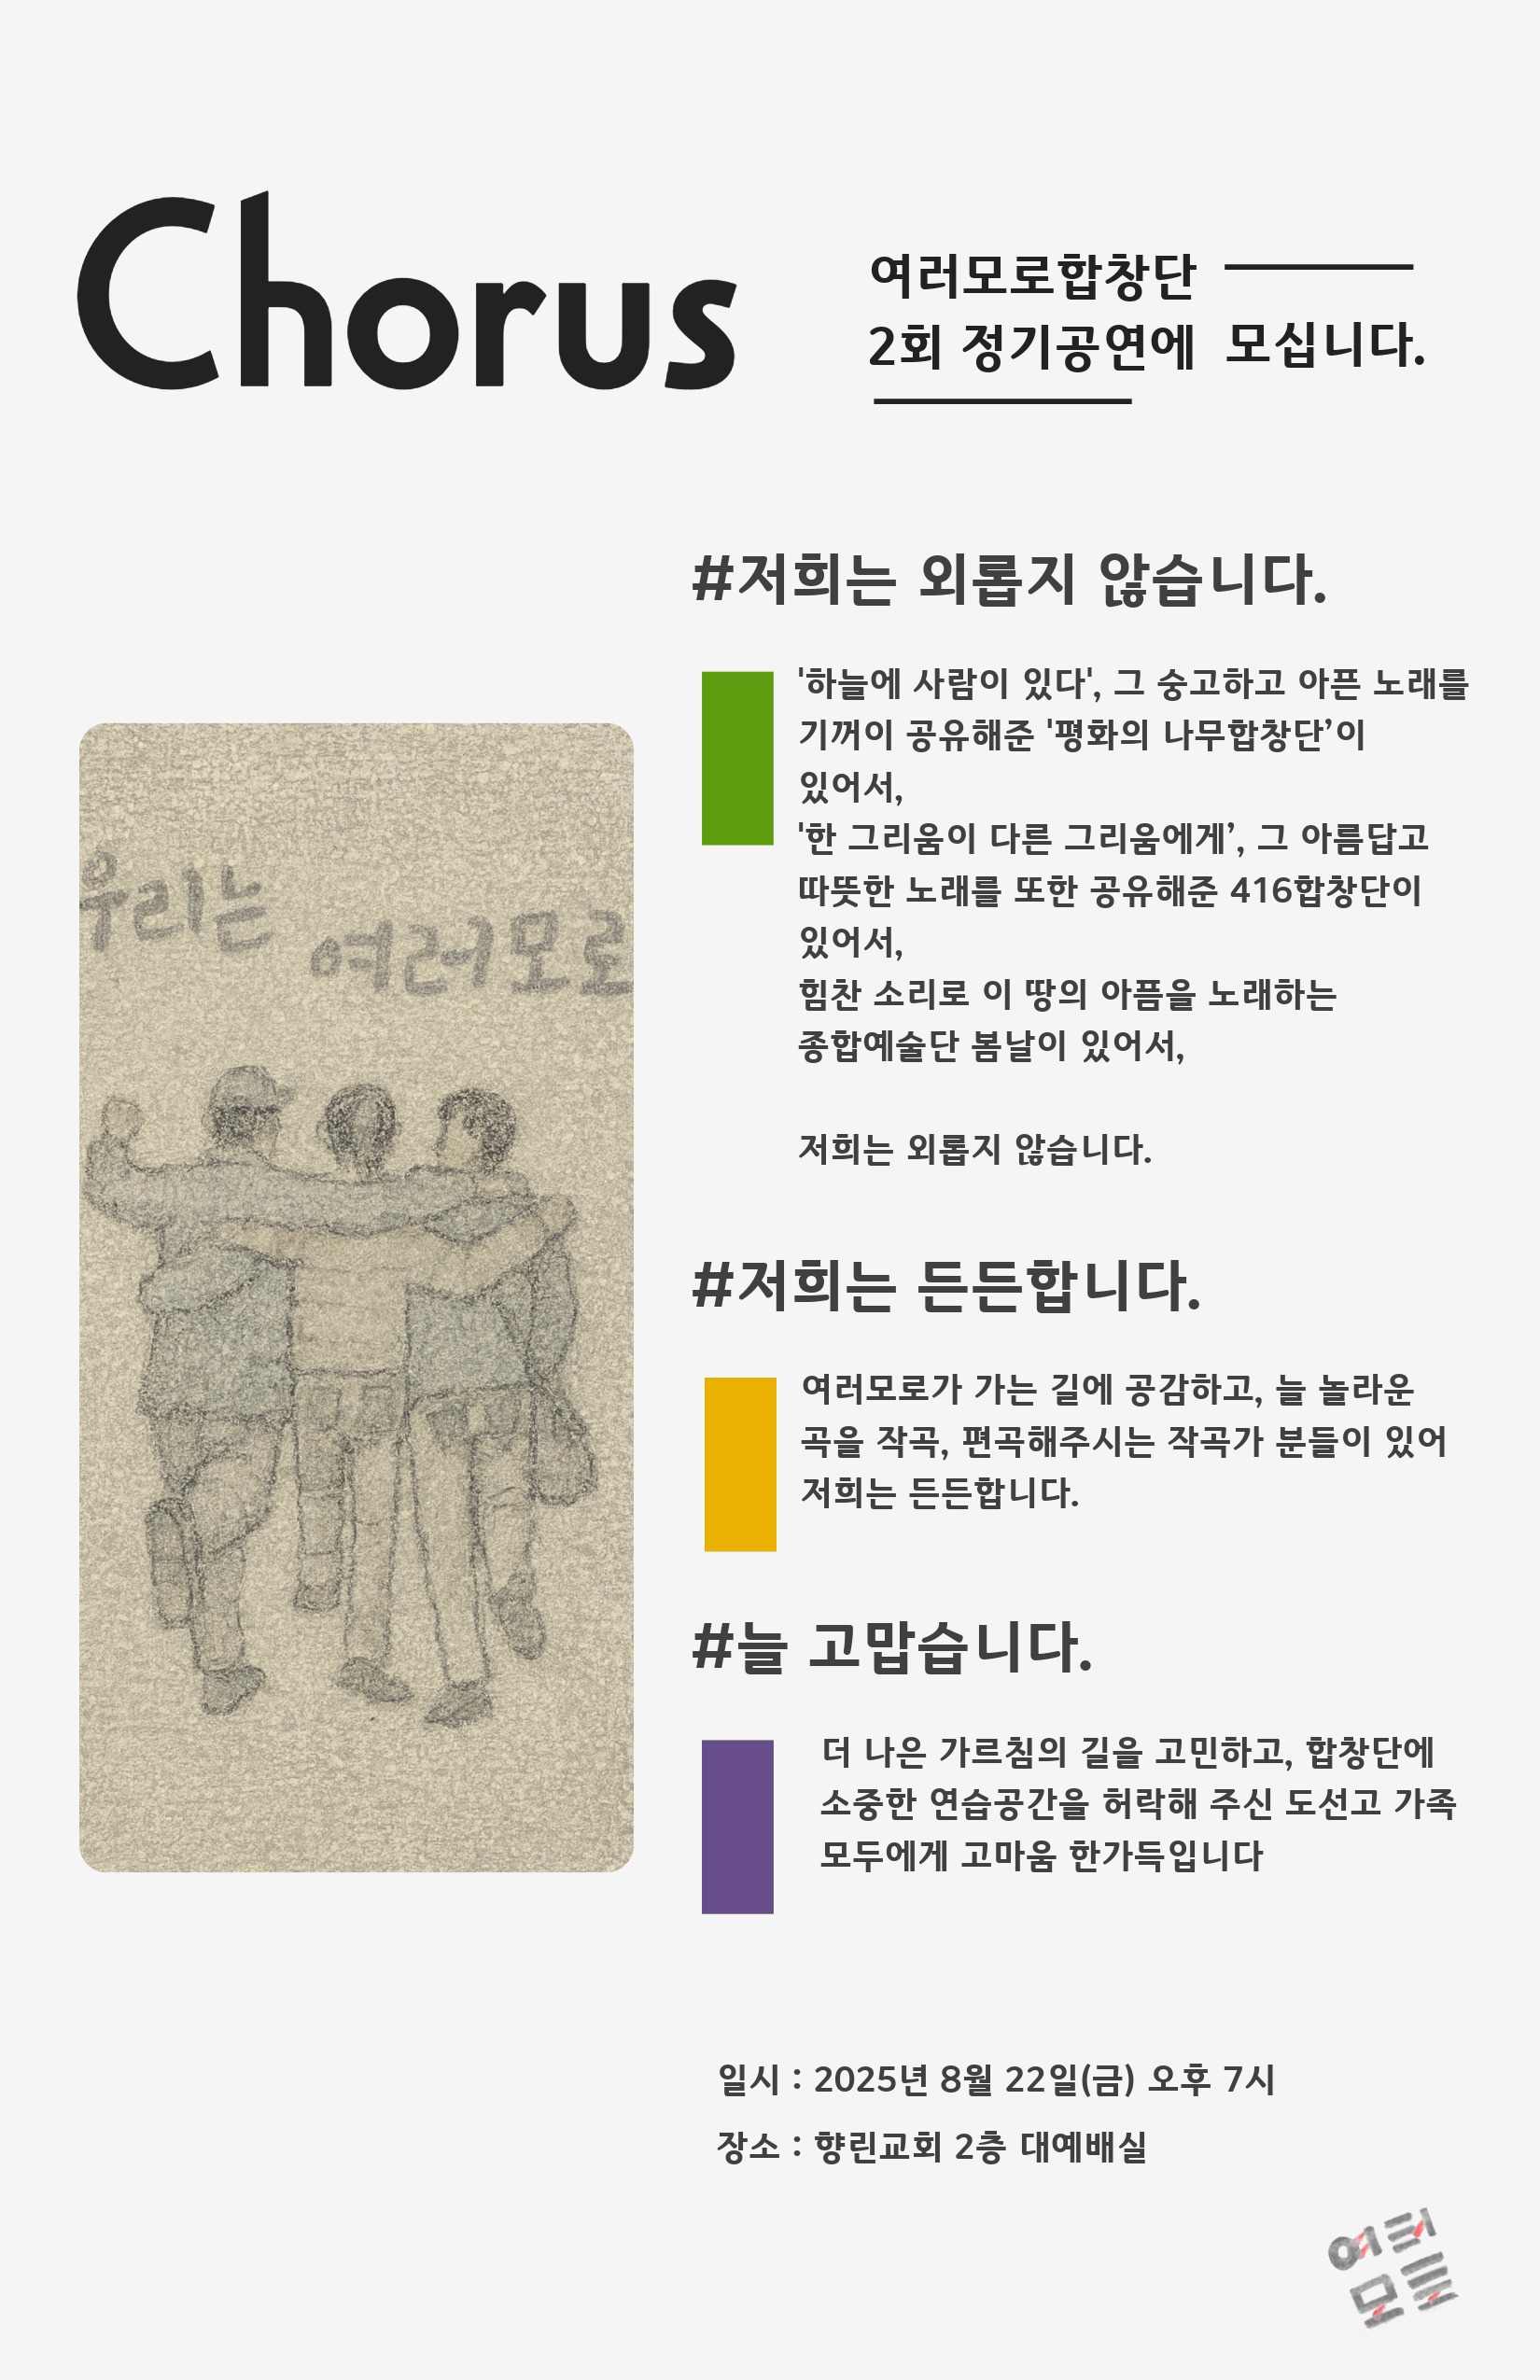 Chorus
여러모로합창단
2회 정기공연에 모십니다.
#저희는 외롭지 않습니다.
'하늘에 사람이 있다', 그 숭고하고 아픈 노래를
기꺼이 공유해준 '평화의 나무합창단’이
있어서,
'한 그리움이 다른 그리움에게’, 그 아름답고
따뜻한 노래를 또한 공유해준 416합창단이
있어서,
힘찬 소리로 이 땅의 아픔을 노래하는
종합예술단 봄날이 있어서,
저희는 외롭지 않습니다.
우리는
여러모로
#저희는 든든합니다.
여러모로가 가는 길에 공감하고, 늘 놀라운
곡을 작곡, 편곡해주시는 작곡가 분들이 있어
저희는 든든합니다.
#늘 고맙습니다.
더 나은 가르침의 길을 고민하고, 합창단에
소중한 연습공간을 허락해 주신 도선고 가족
모두에게 고마움 한가득입니다
일시 : 2025년 8월 22일(금) 오후 7시
장소 : 향린교회 2층 대예배실
여러
모로